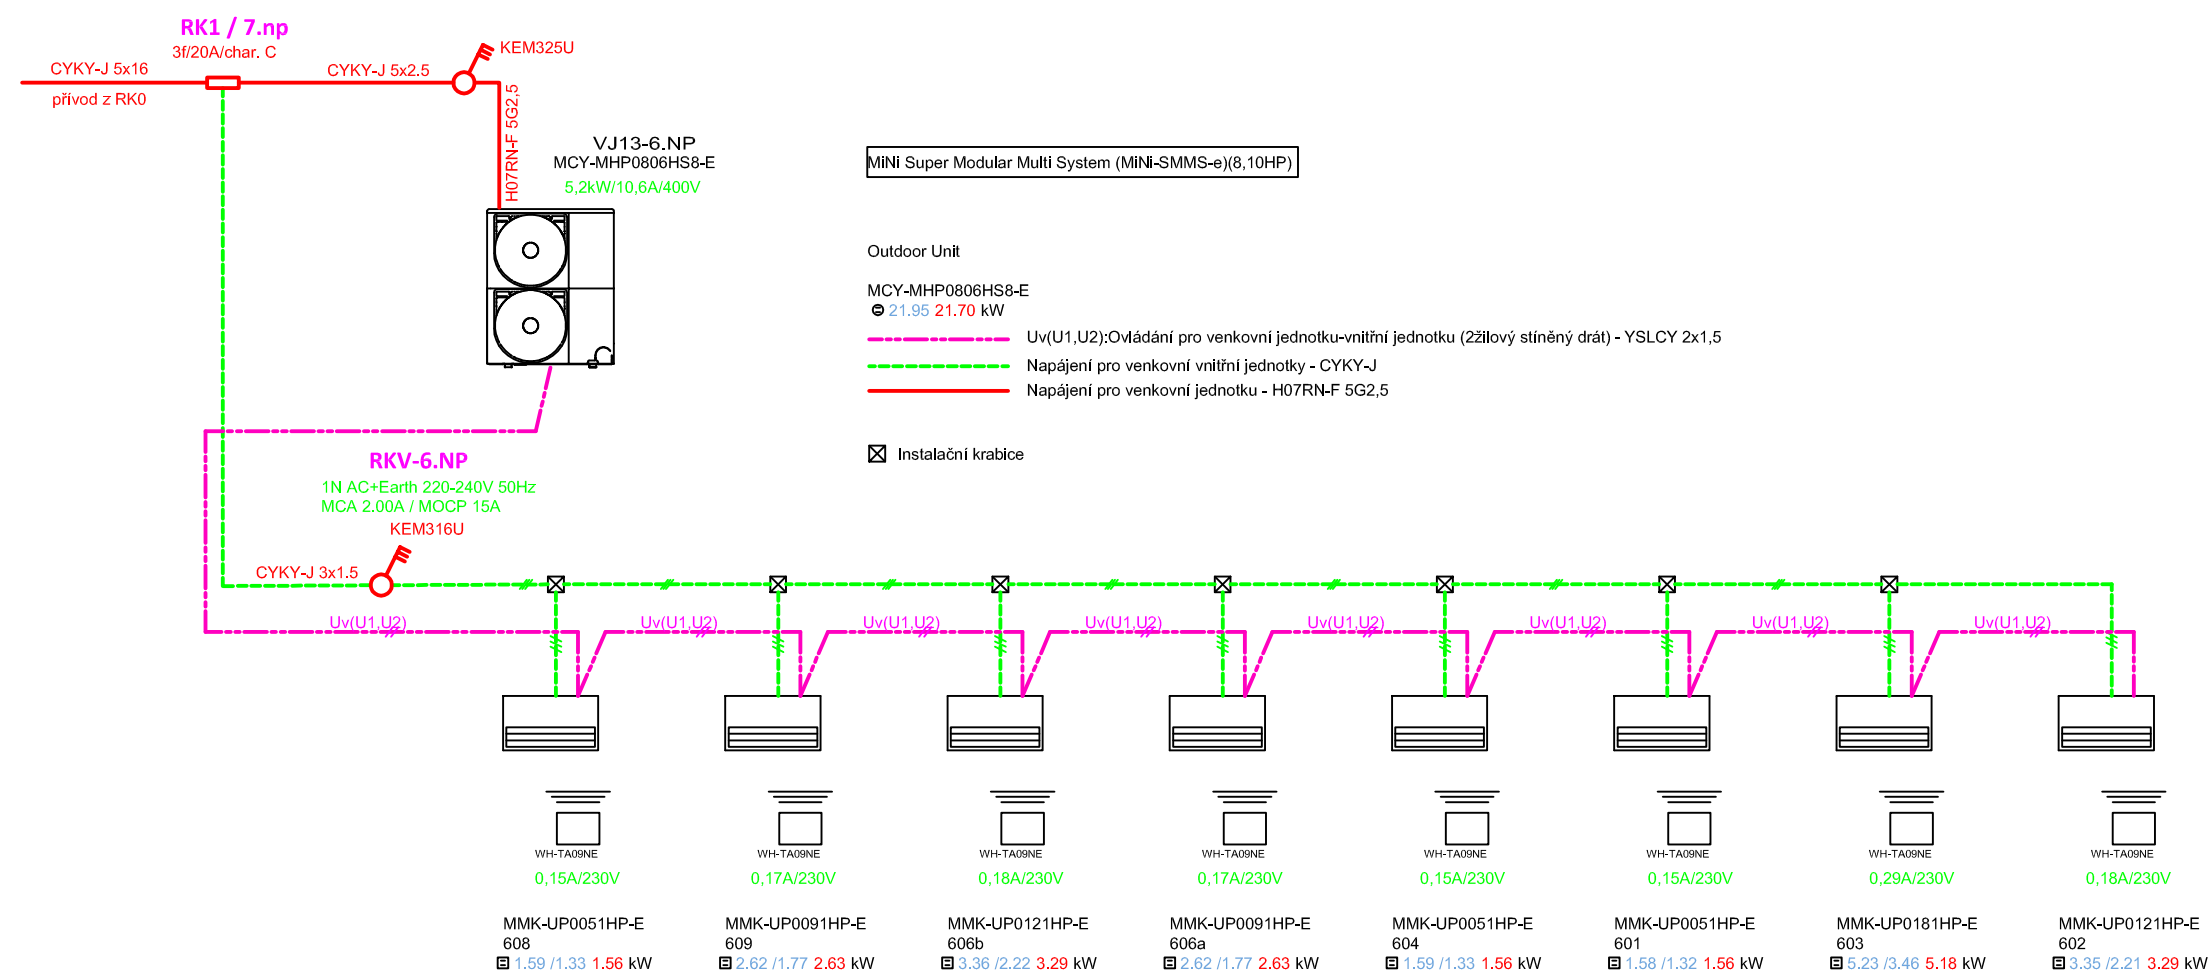 RK1 / 7.np
3f/20A/char. C
CYKY-J 5x16
přívod z RK0
CYKY-J 5x2.5
KEM325U
H07RN-F 5G2,5
VJ13-6.NP
MCY-MHP0806HS8-E
5,2kW/10,6A/400V
MiNi Super Modular Multi System (MiNi-SMMS-e)(8,10HP)
Outdoor Unit
MCY-MHP0806HS8-E
21.95 21.70 kW
Uv(U1,U2):Ovládání pro venkovní jednotku-vnitřní jednotku (2žilový stíněný drát) - YSLCY 2x1,5
Napájení pro venkovní vnitřní jednotky - CYKY-J
Napájení pro venkovní jednotku - H07RN-F 5G2,5
Instalační krabice
RKV-6.NP
1N AC+Earth 220-240V 50Hz
MCA 2.00A / MOCP 15A
KEM316U
CYKY-J 3x1.5
Uv(U1,U2) Uv(U1,U2) Uv(U1,U2) Uv(U1,U2) Uv(U1,U2) Uv(U1,U2) Uv(U1,U2) Uv(U1,U2)
WH-TA09NE WH-TA09NE WH-TA09NE WH-TA09NE WH-TA09NE WH-TA09NE WH-TA09NE WH-TA09NE
0,15A/230V 0,17A/230V 0,18A/230V 0,17A/230V 0,15A/230V 0,15A/230V 0,29A/230V 0,18A/230V
MMK-UP0051HP-E MMK-UP0091HP-E MMK-UP0121HP-E MMK-UP0091HP-E MMK-UP0051HP-E MMK-UP0051HP-E MMK-UP0181HP-E MMK-UP0121HP-E
608 609 606b 606a 604 601 603 602
1.59 /1.33 1.56 kW 2.62 /1.77 2.63 kW 3.36 /2.22 3.29 kW 2.62 /1.77 2.63 kW 1.59 /1.33 1.56 kW 1.58 /1.32 1.56 kW 5.23 /3.46 5.18 kW 3.35 /2.21 3.29 kW